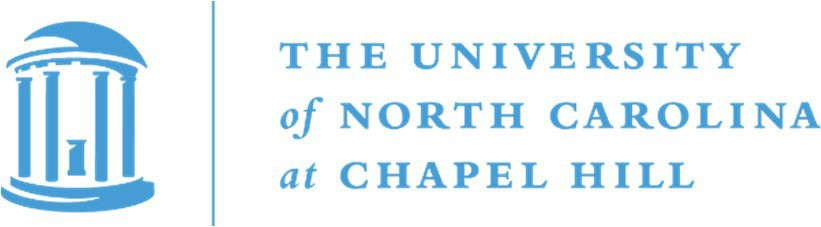 THE UNIVERSITY
of NORTH CAROLINA
at CHAPEL HILL